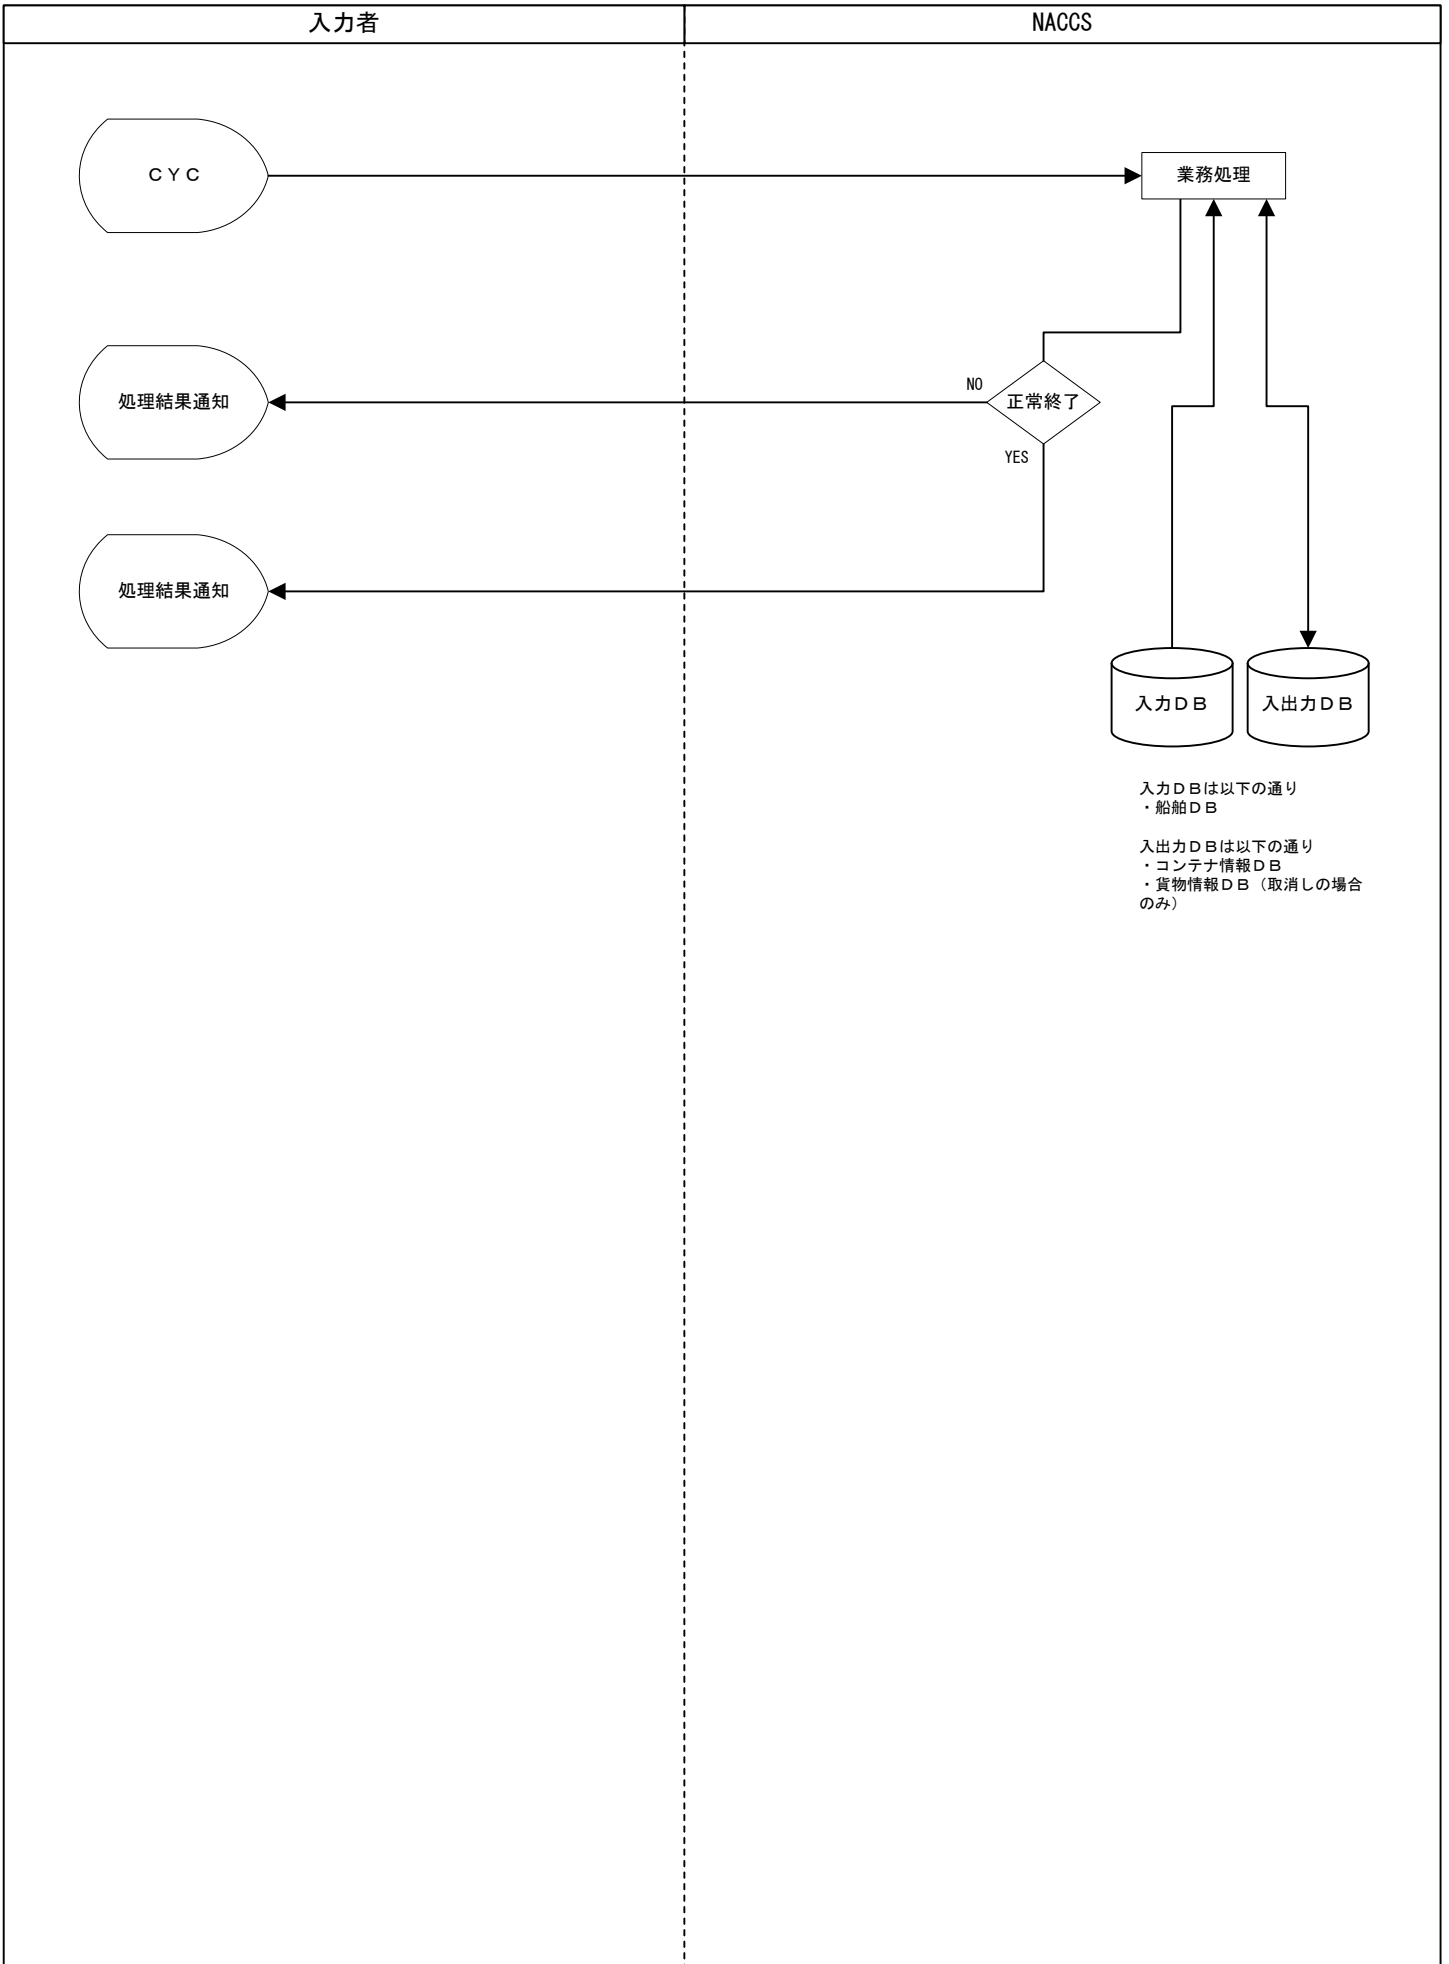 入力者
NACCS
ＣＹＣ
業務処理
処理結果通知
NO
正常終了
YES
処理結果通知
入力ＤＢ
入出力ＤＢ
入力ＤＢは以下の通り
・船舶ＤＢ
入出力ＤＢは以下の通り
・コンテナ情報ＤＢ
・貨物情報ＤＢ（取消しの場合
のみ）